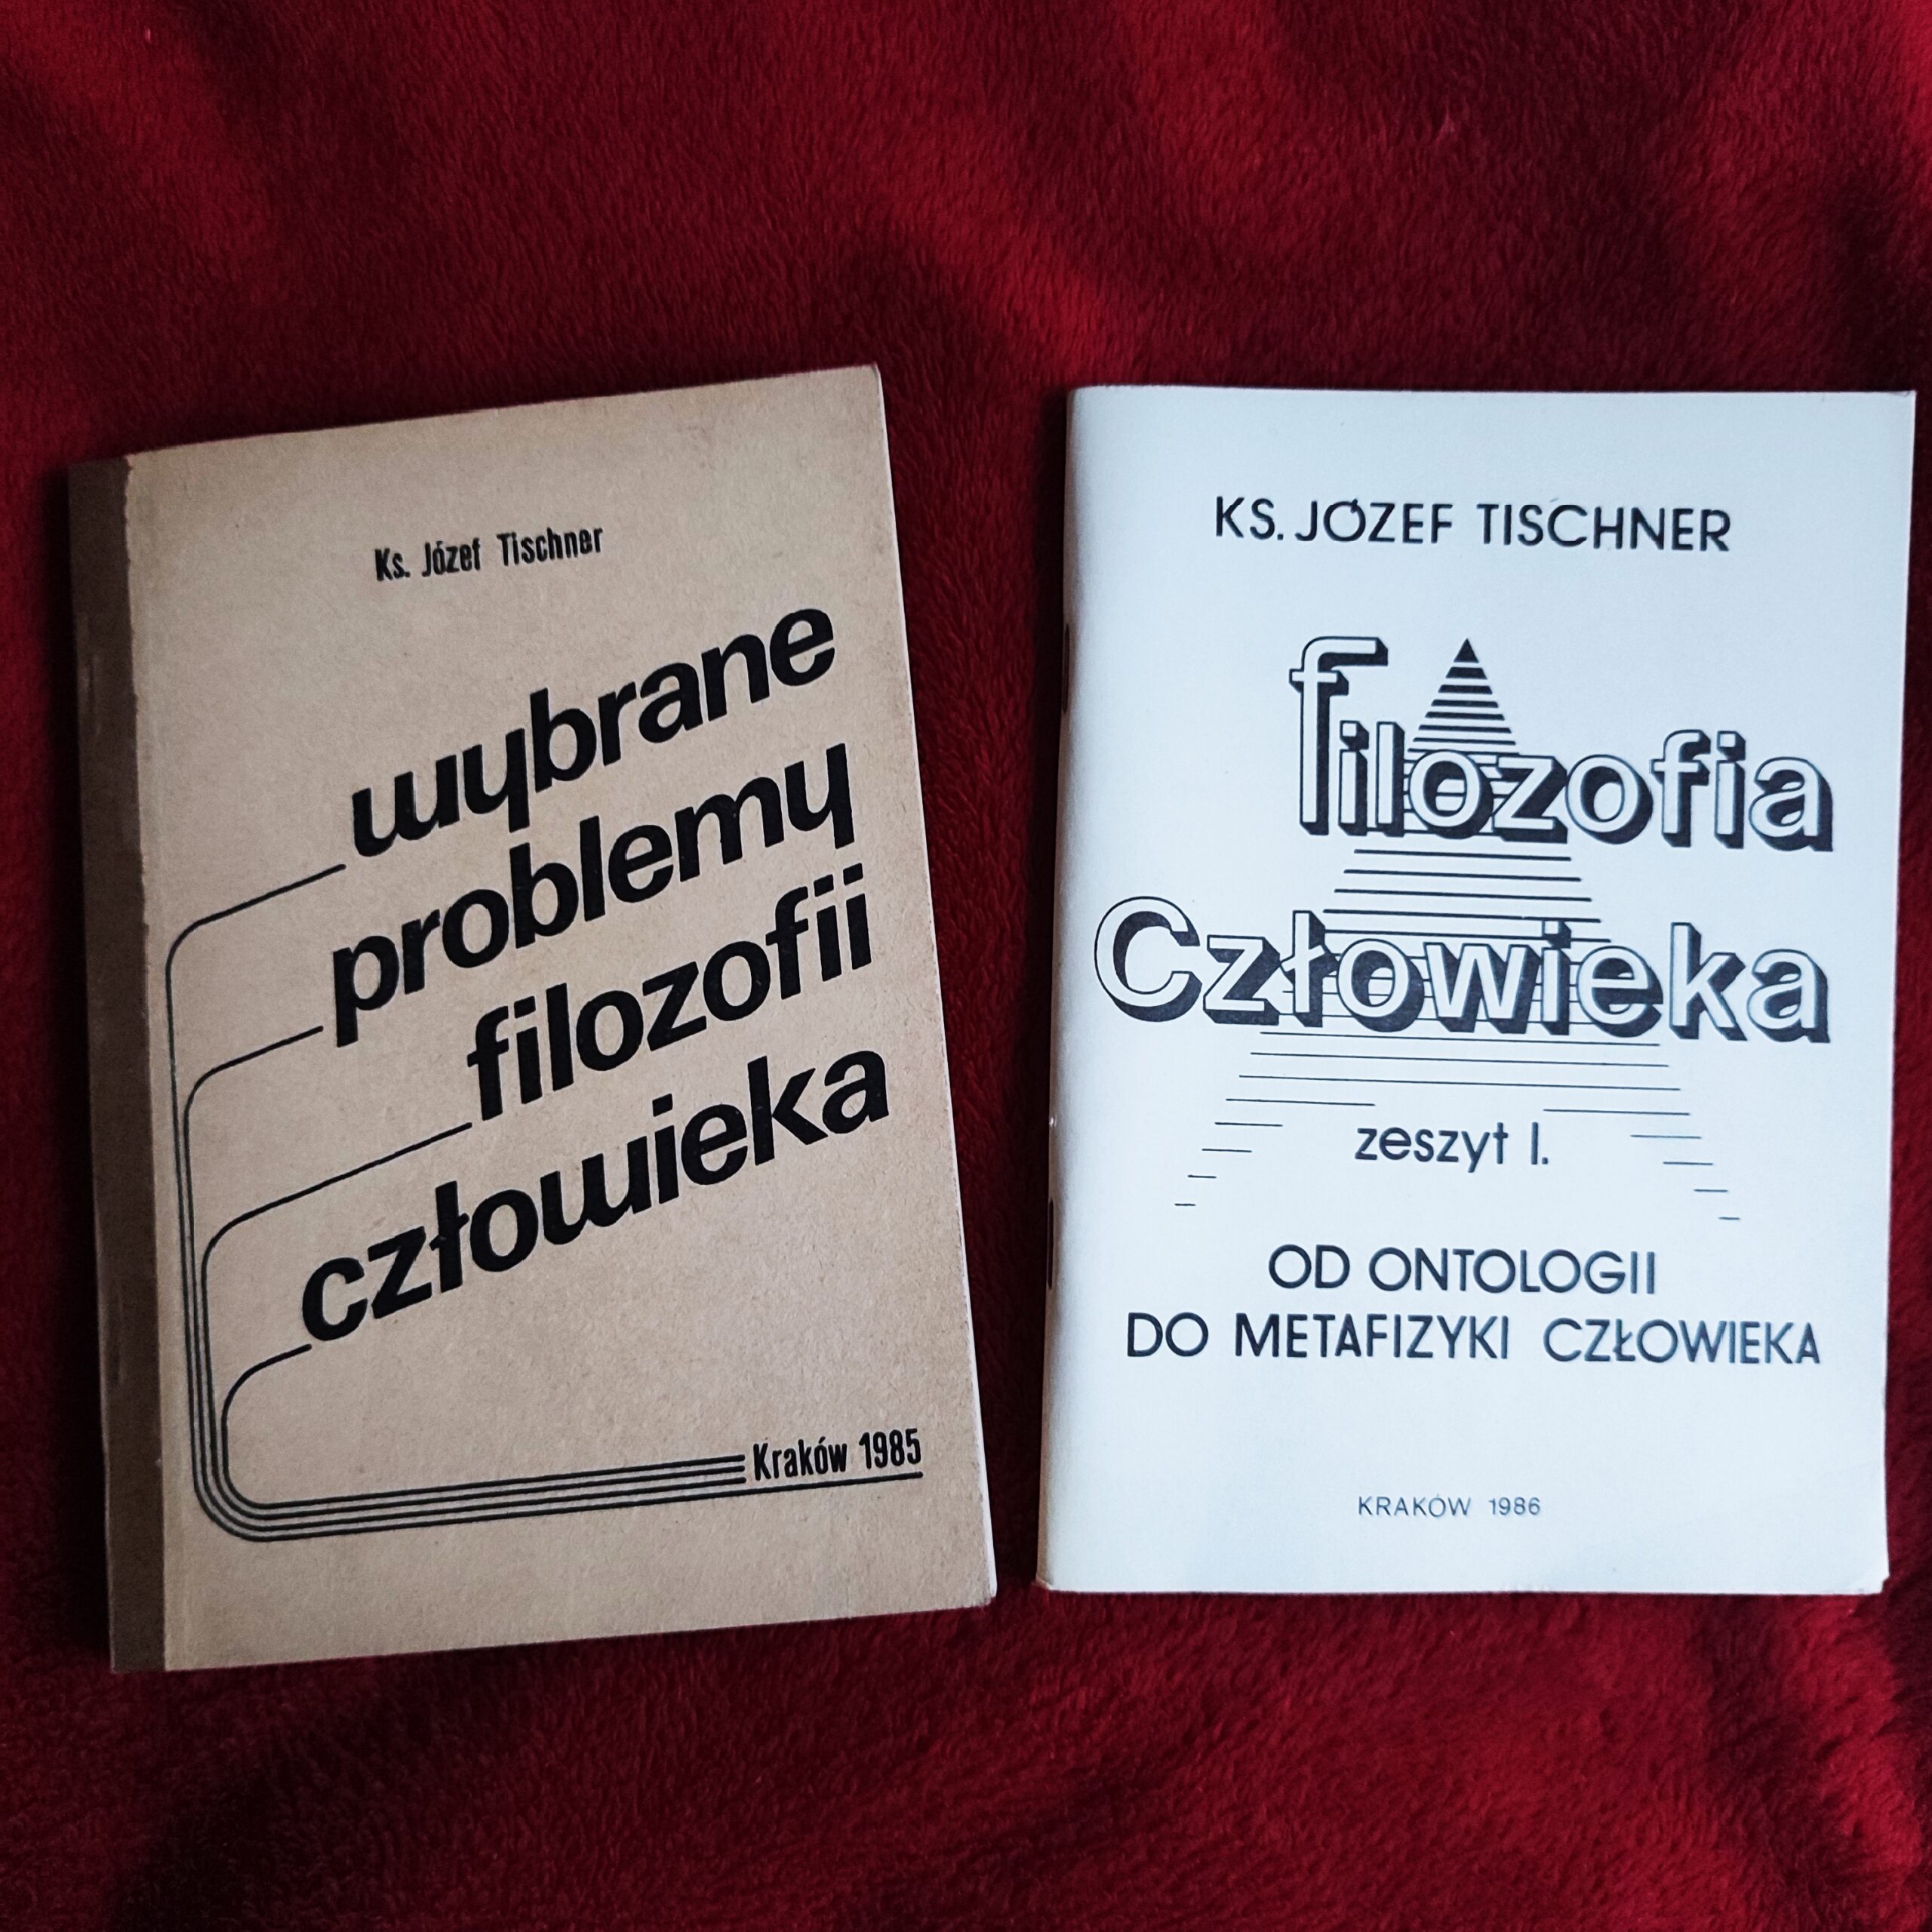 Ks. Józef Tischner
wybrane
problemy
filozofii
człowieka
Kraków 1985
KS. JÓZEF TISCHNER
filozofia
Człowieka
zeszyt I.
OD ONTOLOGII
DO METAFIZYKI CZŁOWIEKA
KRAKÓW 1986